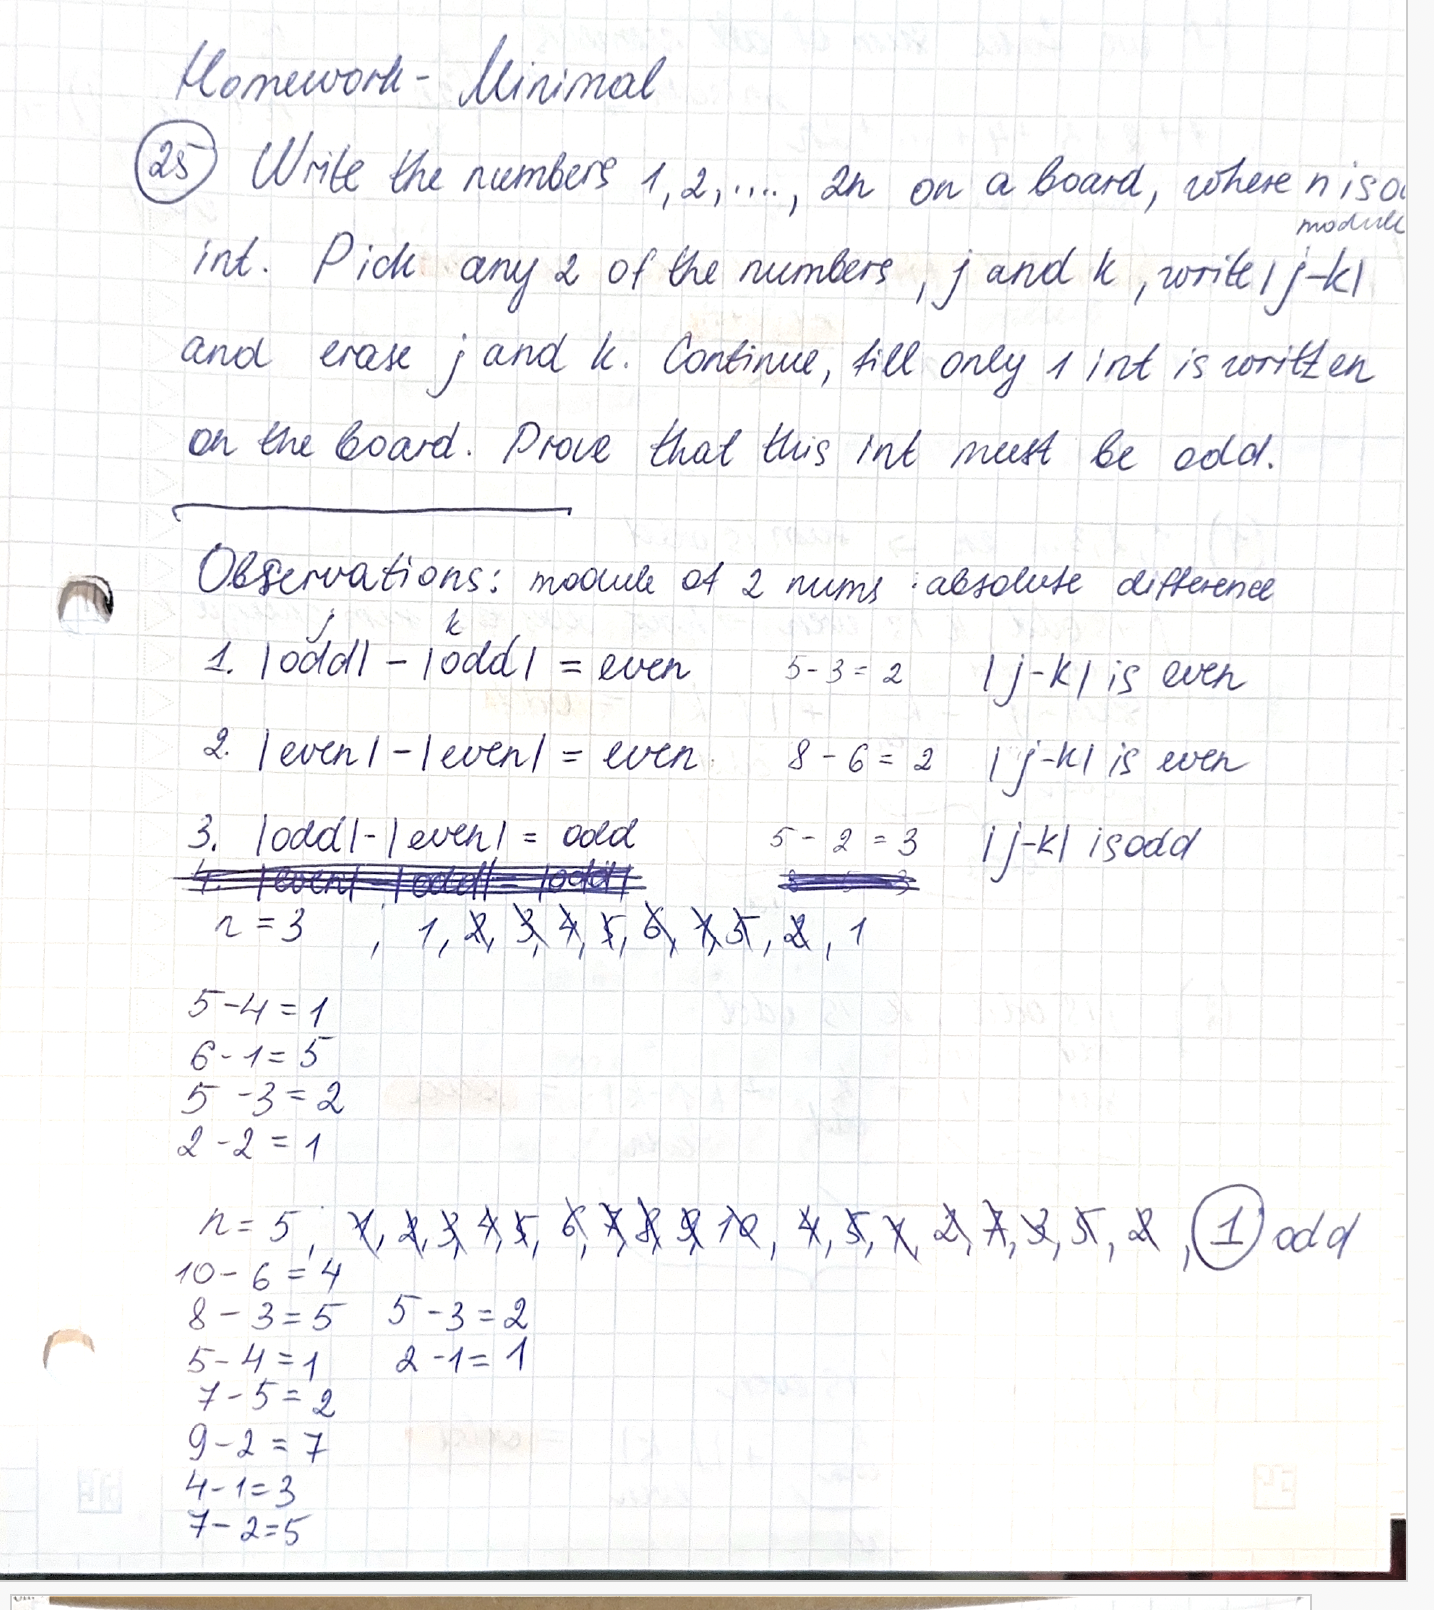 Homework - Minimal
25 Write the numbers 1, 2, ...., 2n on a board, where n is
module
int. Pick any 2 of the numbers, j and k, write |j-k|
and erase j and k. Continue, till only 1 int is written
on the board. Prove that this int must be odd.
Observations: module of 2 nums : absolute difference
j k
1. |odd| - |odd| = even 5-3=2 |j-k| is even
2. |even| - |even| = even 8-6=2 |j-k| is even
3. |odd| - |even| = odd 5-2=3 |j-k| is odd
4. |even| - |odd| = |odd| 8 5 3
n=3 , 1, 2, 3, 4, 5, 6, 1, 5, 2, 1
5-4=1
6-1=5
5-3=2
2-2=1
n=5; 1, 2, 3, 4, 5, 6, 7, 8, 9, 10, 4, 5, 1, 2, 7, 3, 5, 2, 1 odd
10-6=4
8-3=5 5-3=2
5-4=1 2-1=1
7-5=2
9-2=7
4-1=3
7-2=5